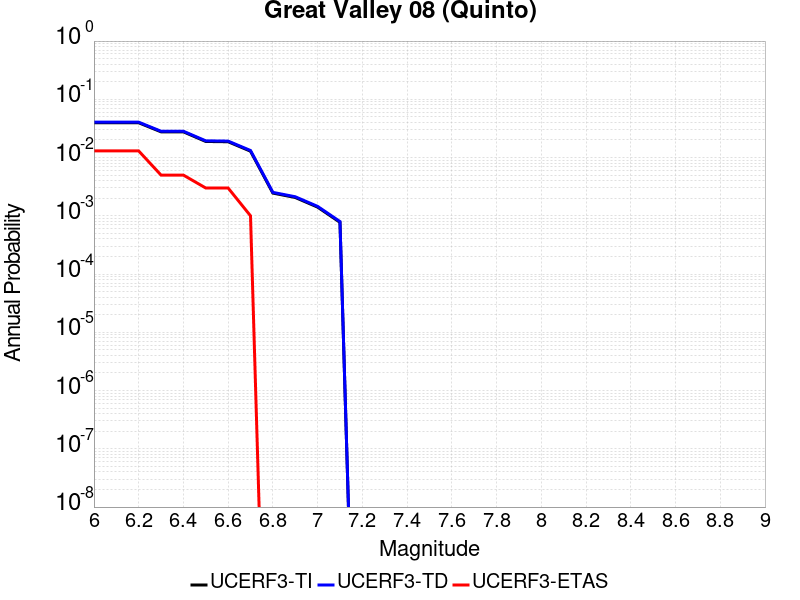 Great Valley 08 (Quinto)
10^0
10^-1
10^-2
10^-3
10^-4
10^-5
10^-6
10^-7
10^-8
Annual Probability
6 6.2 6.4 6.6 6.8 7 7.2 7.4 7.6 7.8 8 8.2 8.4 8.6 8.8 9
Magnitude
UCERF3-TI UCERF3-TD UCERF3-ETAS